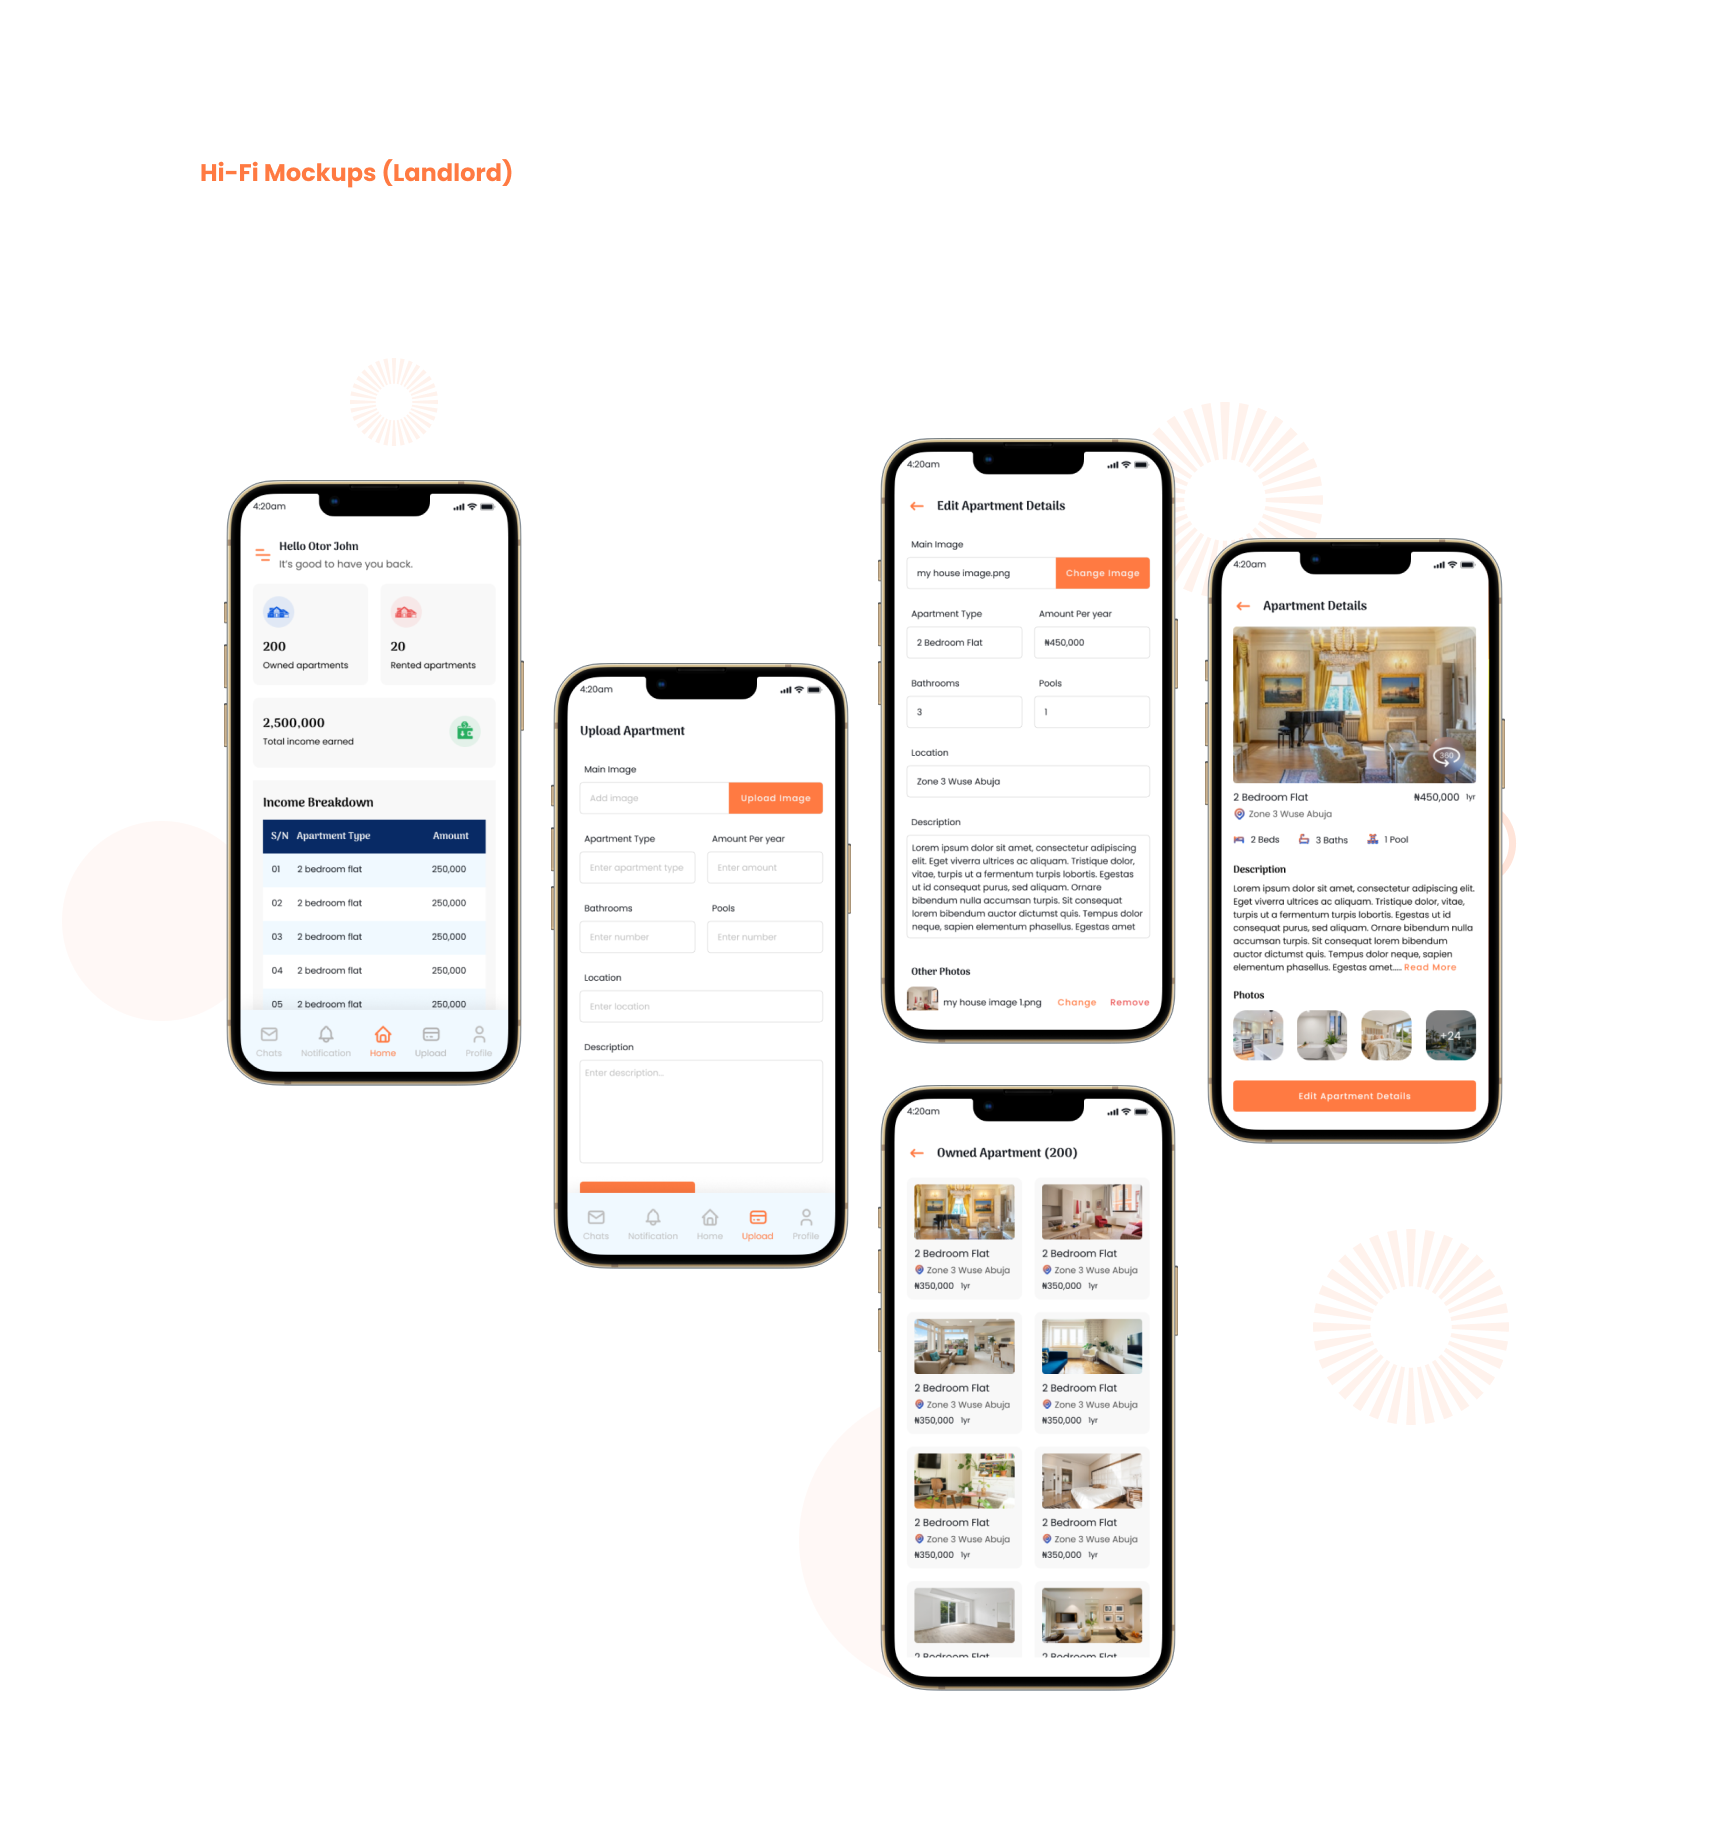 Hi-Fi Mockups (Landlord)
4:20am
Hello Otor John
It's good to have you back.
200
Owned apartments
20
Rented apartments
2,500,000
Total income earned
Income Breakdown
S/N Apartment Type Amount
01 2 bedroom flat 250,000
02 2 bedroom flat 250,000
03 2 bedroom flat 250,000
04 2 bedroom flat 250,000
05 2 bedroom flat 250,000
Chats Notification Home Upload Profile
4:20am
Upload Apartment
Main Image
Add image Upload Image
Apartment Type Amount Per year
Enter apartment type Enter amount
Bathrooms Pools
Enter number Enter number
Location
Enter location
Description
Enter description...
Chats Notification Home Upload Profile
4:20am
Edit Apartment Details
Main Image
my house image.png Change Image
Apartment Type Amount Per year
2 Bedroom Flat ₦450,000
Bathrooms Pools
3 1
Location
Zone 3 Wuse Abuja
Description
Lorem ipsum dolor sit amet, consectetur adipiscing
elit. Eget viverra ultrices ac aliquam. Tristique dolor,
vitae, turpis ut a fermentum turpis lobortis. Egestas
ut id consequat purus, sed aliquam. Ornare
bibendum nulla accumsan turpis. Sit consequat
lorem bibendum auctor dictumst quis. Tempus dolor
neque, sapien elementum phasellus. Egestas amet
Other Photos
my house image 1.png Change Remove
4:20am
Apartment Details
360
2 Bedroom Flat ₦450,000 1yr
Zone 3 Wuse Abuja
2 Beds 3 Baths 1 Pool
Description
Lorem ipsum dolor sit amet, consectetur adipiscing elit.
Eget viverra ultrices ac aliquam. Tristique dolor, vitae,
turpis ut a fermentum turpis lobortis. Egestas ut id
consequat purus, sed aliquam. Ornare bibendum nulla
accumsan turpis. Sit consequat lorem bibendum
auctor dictumst quis. Tempus dolor neque, sapien
elementum phasellus. Egestas amet.... Read More
Photos
+24
Edit Apartment Details
4:20am
Owned Apartment (200)
2 Bedroom Flat 2 Bedroom Flat
Zone 3 Wuse Abuja Zone 3 Wuse Abuja
₦350,000 1yr ₦350,000 1yr
2 Bedroom Flat 2 Bedroom Flat
Zone 3 Wuse Abuja Zone 3 Wuse Abuja
₦350,000 1yr ₦350,000 1yr
2 Bedroom Flat 2 Bedroom Flat
Zone 3 Wuse Abuja Zone 3 Wuse Abuja
₦350,000 1yr ₦350,000 1yr
2 Bedroom Flat 2 Bedroom Flat